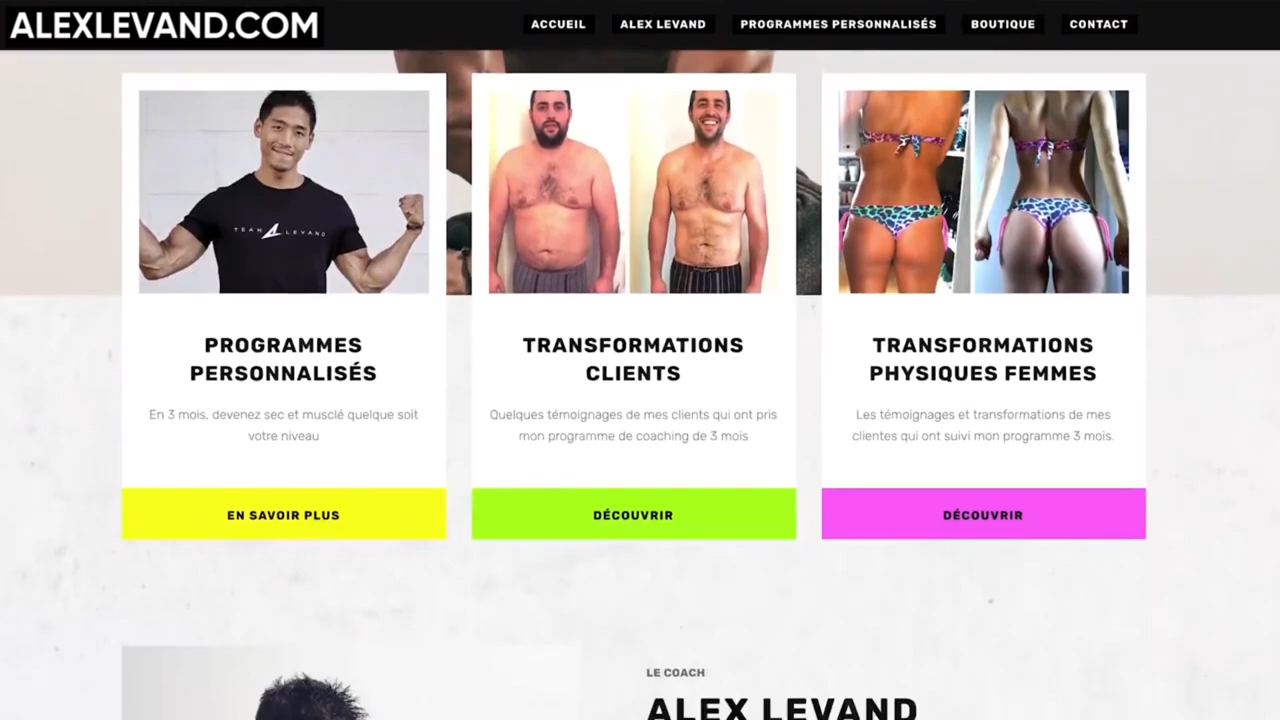 ALEXLEVAND.COM
ACCUEIL
ALEX LEVAND
PROGRAMMES PERSONNALISÉS
BOUTIQUE
CONTACT
TEAM LEVAND
PROGRAMMES
PERSONNALISÉS
En 3 mois, devenez sec et musclé quelque soit
votre niveau
EN SAVOIR PLUS
TRANSFORMATIONS
CLIENTS
Quelques témoignages de mes clients qui ont pris
mon programme de coaching de 3 mois
DÉCOUVRIR
TRANSFORMATIONS
PHYSIQUES FEMMES
Les témoignages et transformations de mes
clientes qui ont suivi mon programme 3 mois.
DÉCOUVRIR
LE COACH
ALEX LEVAND